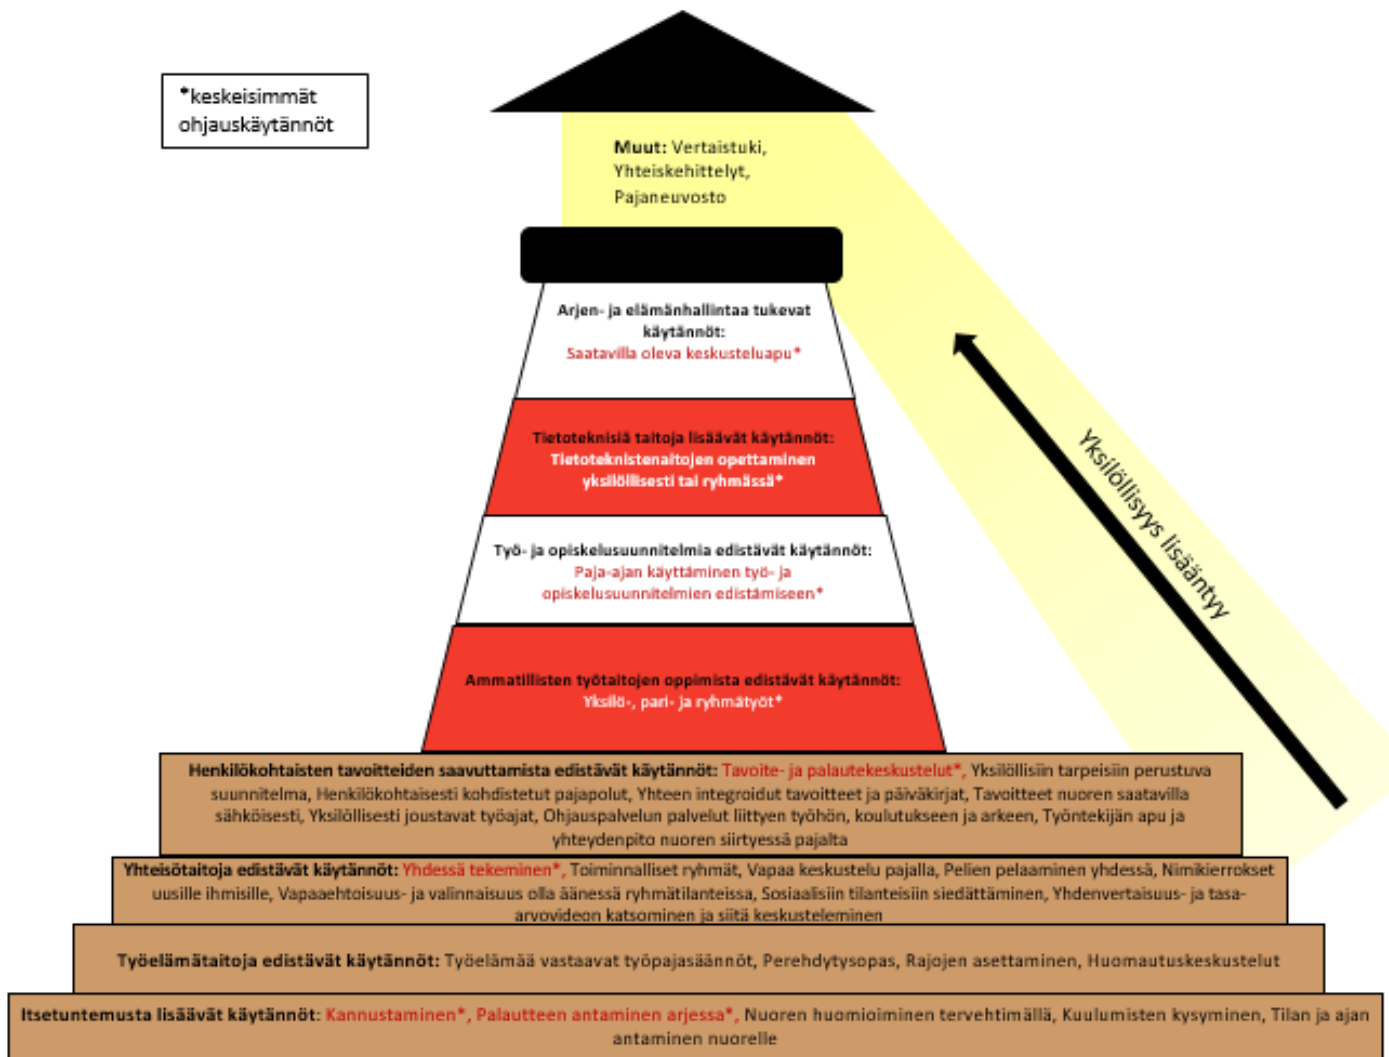 *keskeisimmät
ohjauskäytännöt
Muut: Vertaistuki,
Yhteiskehittelyt,
Pajaneuvosto
Arjen- ja elämänhallintaa tukevat
käytännöt:
Saatavilla oleva keskusteluapu*
Tietoteknisiä taitoja lisäävät käytännöt:
Tietoteknistenaitojen opettaminen
yksilöllisesti tai ryhmässä*
Työ- ja opiskelusuunnitelmia edistävät käytännöt:
Paja-ajan käyttäminen työ- ja
opiskelusuunnitelmien edistämiseen*
Ammatillisten työtaitojen oppimista edistävät käytännöt:
Yksilö-, pari- ja ryhmätyöt*
Yksilöllisyys lisääntyy
Henkilökohtaisten tavoitteiden saavuttamista edistävät käytännöt: Tavoite- ja palautekeskustelut*, Yksilöllisiin tarpeisiin perustuva
suunnitelma, Henkilökohtaisesti kohdistetut pajapolut, Yhteen integroidut tavoitteet ja päiväkirjat, Tavoitteet nuoren saatavilla
sähköisesti, Yksilöllisesti joustavat työajat, Ohjauspalvelun palvelut liittyen työhön, koulutukseen ja arkeen, Työntekijän apu ja
yhteydenpito nuoren siirtyessä pajalta
Yhteisötaitoja edistävät käytännöt: Yhdessä tekeminen*, Toiminnalliset ryhmät, Vapaa keskustelu pajalla, Pelien pelaaminen yhdessä, Nimikierrokset
uusille ihmisille, Vapaaehtoisuus- ja valinnaisuus olla äänessä ryhmätilanteissa, Sosiaalisiin tilanteisiin siedättäminen, Yhdenvertaisuus- ja tasa-
arvovideon katsominen ja siitä keskusteleminen
Työelämätaitoja edistävät käytännöt: Työelämää vastaavat työpajasäännöt, Perehdytysopas, Rajojen asettaminen, Huomautuskeskustelut
Itsetuntemusta lisäävät käytännöt: Kannustaminen*, Palautteen antaminen arjessa*, Nuoren huomioiminen tervehtimällä, Kuulumisten kysyminen, Tilan ja ajan
antaminen nuorelle